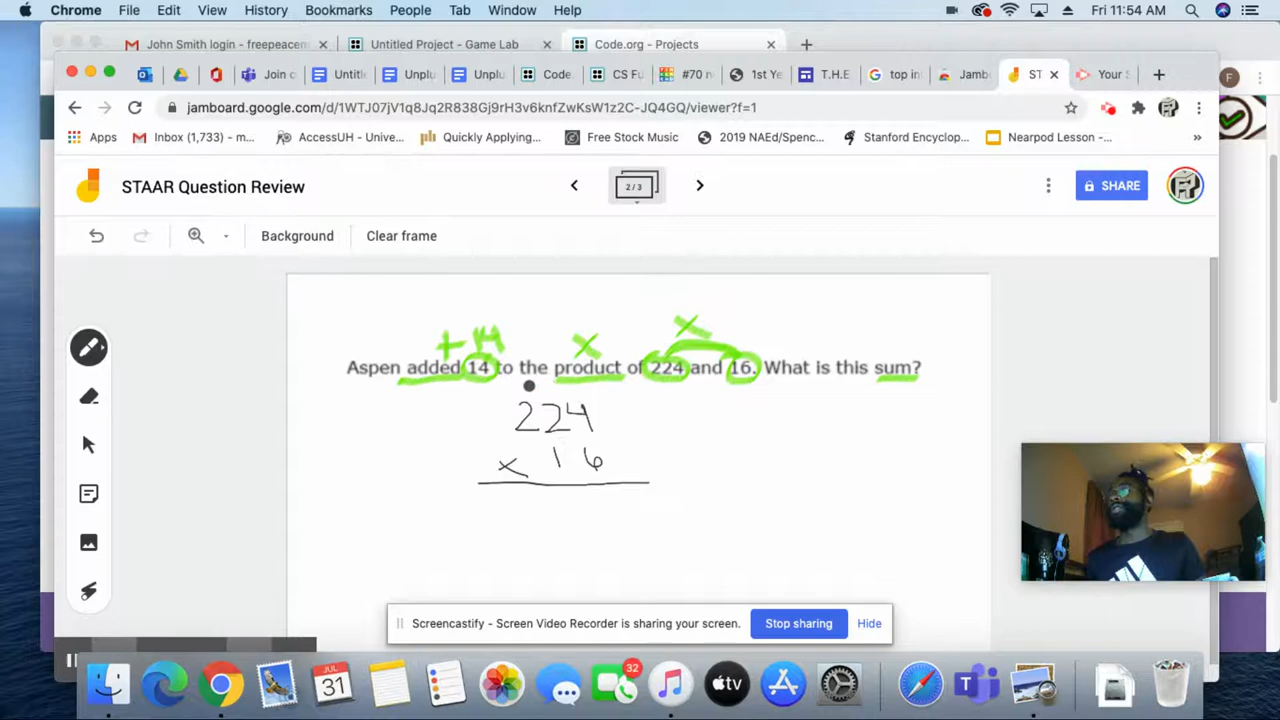 Chrome File Edit View History Bookmarks People Tab Window Help Fri 11:54 AM
John Smith login - freepeacem Untitled Project - Game Lab Code.org - Projects
Join c Untitl Unplu Unplu Code. CS Fu #70 n 1st Ye T.H.E top in Jamb ST Your S
jamboard.google.com/d/1WTJ07jV1q8Jq2R838Gj9rH3v6knfZwKsW1z2C-JQ4GQ/viewer?f=1
F
Apps Inbox (1,733) - m... AccessUH - Unive... Quickly Applying... Free Stock Music 2019 NAEd/Spenc... Stanford Encyclop... Nearpod Lesson -... »
STAAR Question Review 2/3 SHARE
Background Clear frame
+ 14 x x
Aspen added 14 to the product of 224 and 16. What is this sum?
224
x 16
Screencastify - Screen Video Recorder is sharing your screen. Stop sharing Hide
JUL
31
32
tv